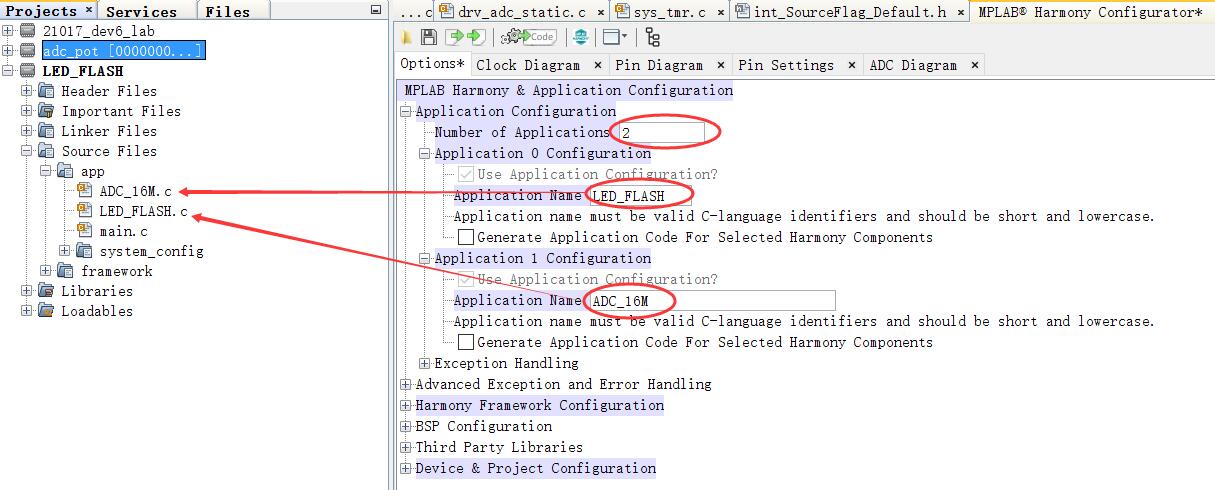 Projects × Services Files
21017_dev6_lab
adc_pot [0000000...]
LED_FLASH
Header Files
Important Files
Linker Files
Source Files
app
ADC_16M.c
LED_FLASH.c
main.c
system_config
framework
Libraries
Loadables
...c drv_adc_static.c × sys_tmr.c × int_SourceFlag_Default.h × MPLAB® Harmony Configurator*
Code
Options* Clock Diagram × Pin Diagram × Pin Settings × ADC Diagram ×
MPLAB Harmony & Application Configuration
Application Configuration
Number of Applications 2
Application 0 Configuration
Use Application Configuration?
Application Name LED_FLASH
Application name must be valid C-language identifiers and should be short and lowercase.
Generate Application Code For Selected Harmony Components
Application 1 Configuration
Use Application Configuration?
Application Name ADC_16M
Application name must be valid C-language identifiers and should be short and lowercase.
Generate Application Code For Selected Harmony Components
Exception Handling
Advanced Exception and Error Handling
Harmony Framework Configuration
BSP Configuration
Third Party Libraries
Device & Project Configuration